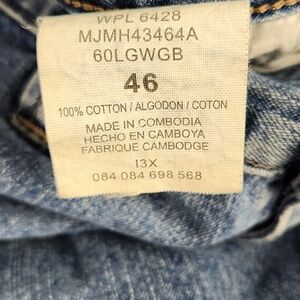 WPL 6428
MJMH43464A
60LGWGB
46
100% COTTON / ALGODON / COTON
MADE IN COMBODIA
HECHO EN CAMBOYA
FABRIQUE CAMBODGE
13X
084 084 698 568